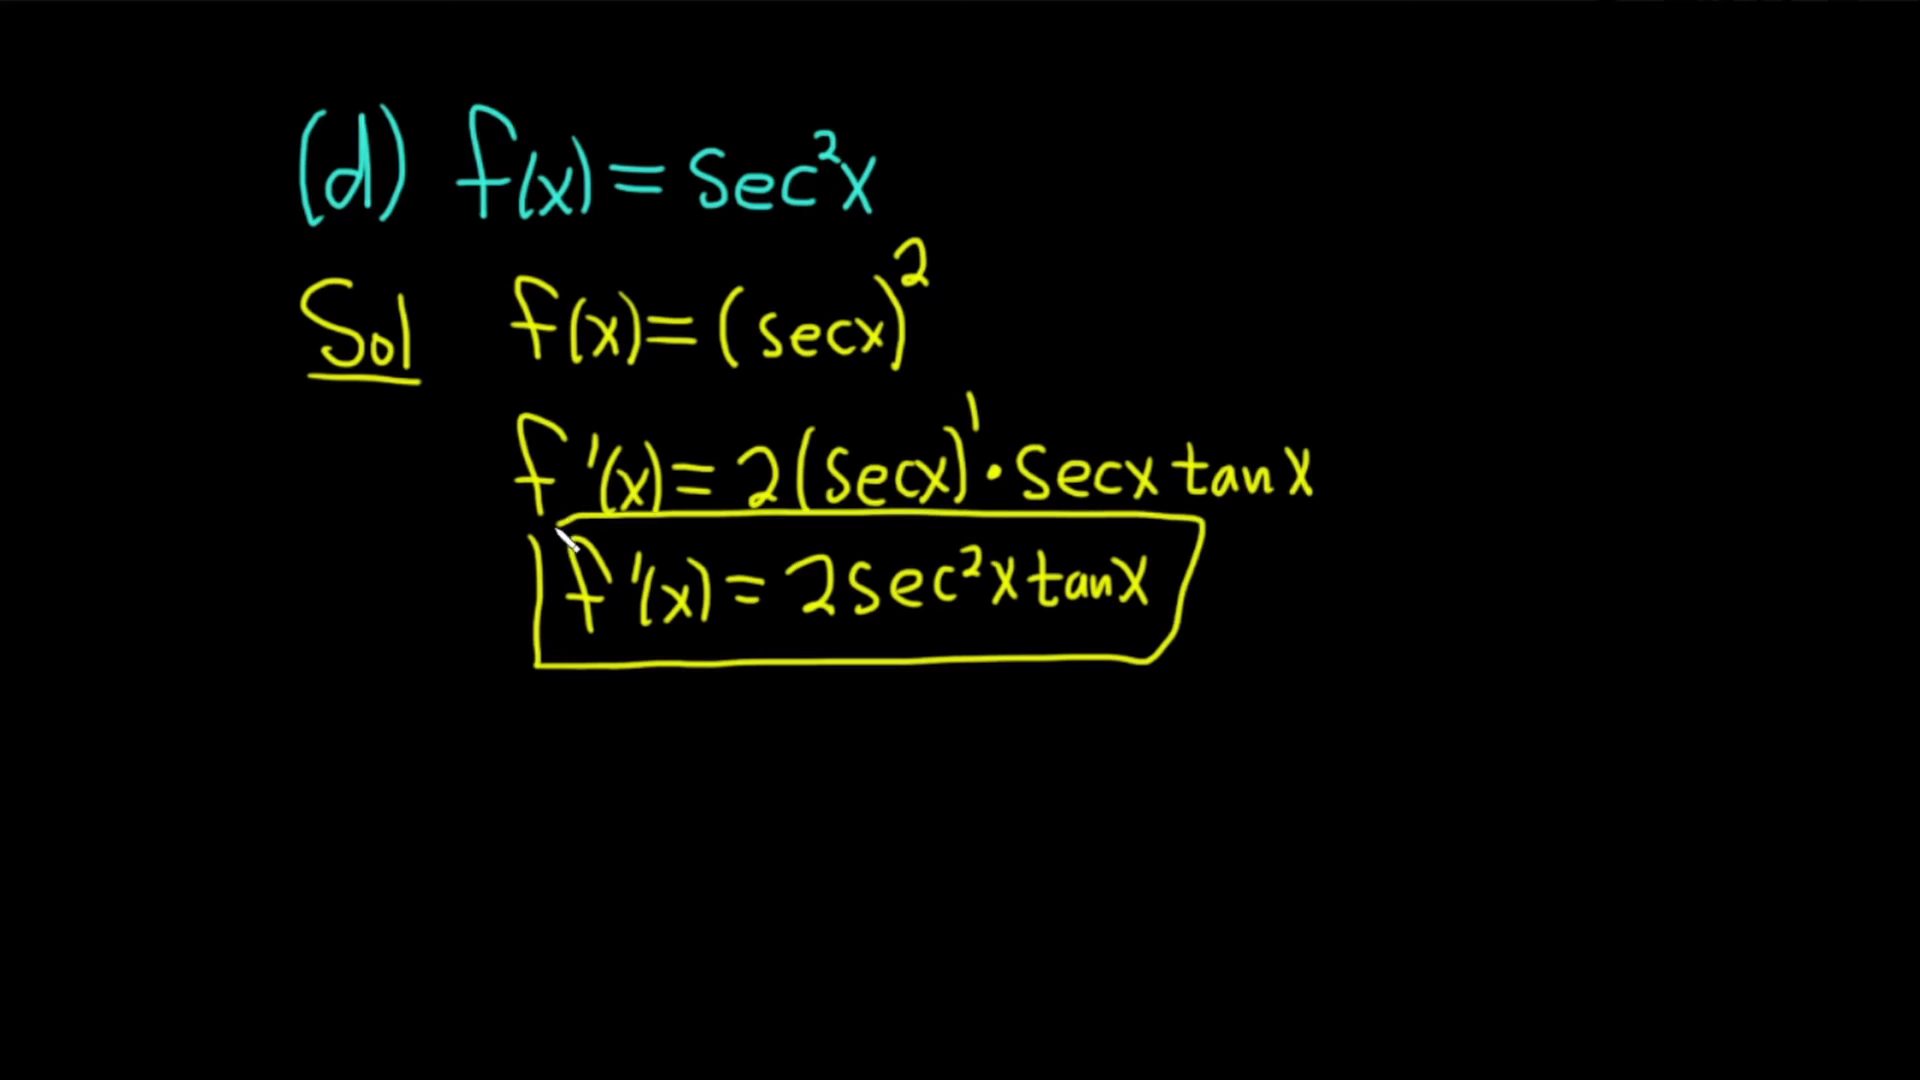 (d) f(x) = sec²x
Sol f(x) = (secx)²
f'(x) = 2(secx)¹ · secx tanx
f'(x) = 2sec²x tanx